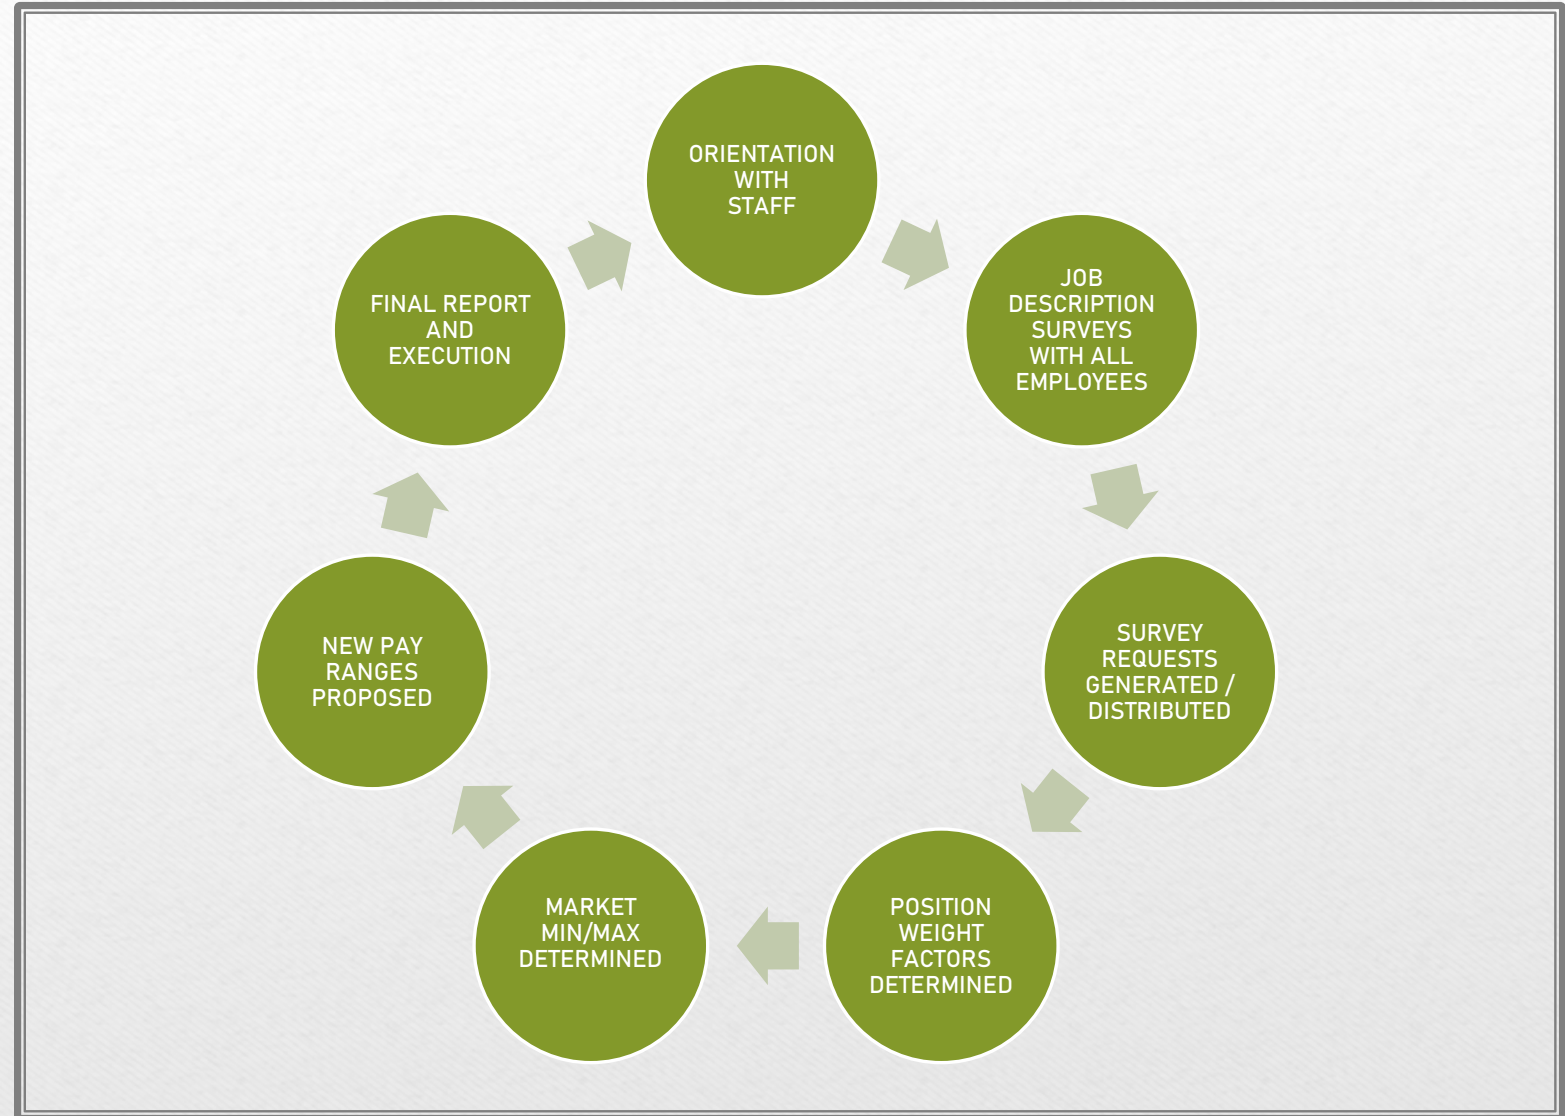 ORIENTATION
WITH
STAFF
JOB
DESCRIPTION
SURVEYS
WITH ALL
EMPLOYEES
SURVEY
REQUESTS
GENERATED /
DISTRIBUTED
POSITION
WEIGHT
FACTORS
DETERMINED
MARKET
MIN/MAX
DETERMINED
NEW PAY
RANGES
PROPOSED
FINAL REPORT
AND
EXECUTION